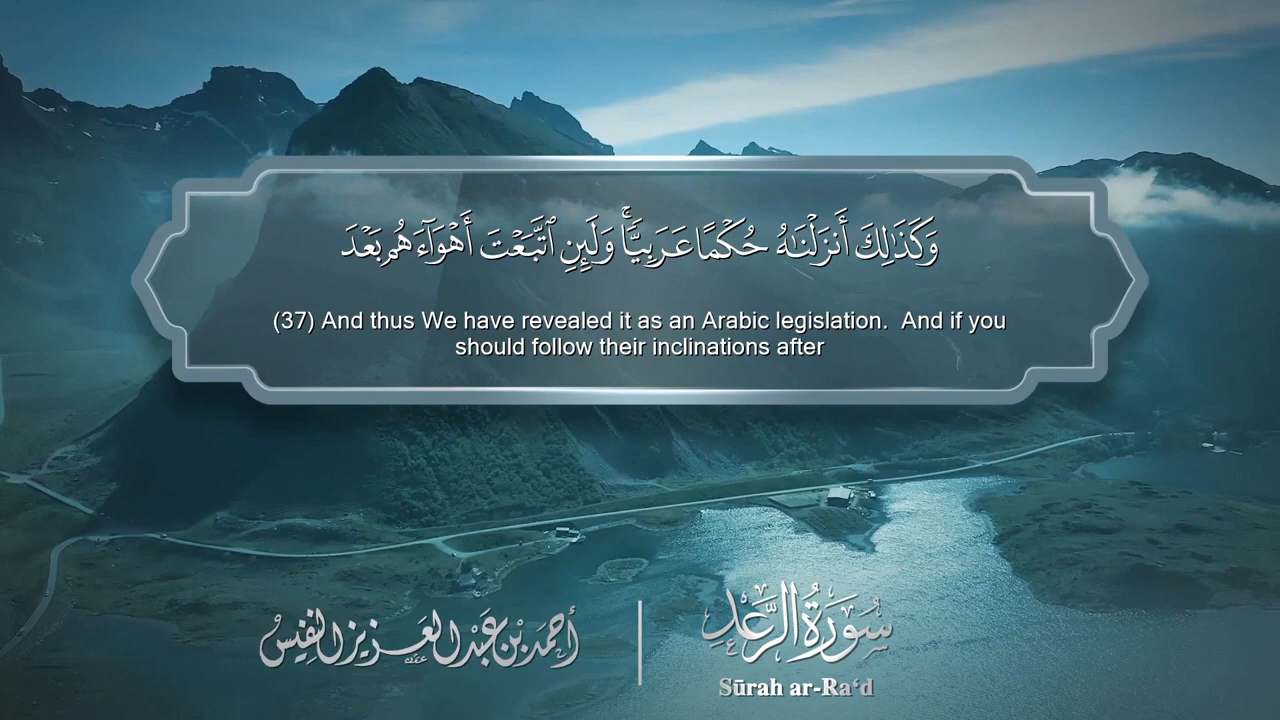 وَكَذَٰلِكَ أَنزَلْنَـٰهُ حُكْمًا عَرَبِيًّا ۚ وَلَئِنِ ٱتَّبَعْتَ أَهْوَآءَهُم بَعْدَ
(37) And thus We have revealed it as an Arabic legislation.  And if you
should follow their inclinations after
سُورَةُ الرَّعْدِ
Sūrah ar-Ra‘d
أحمد بن عبد العزيز النفيس